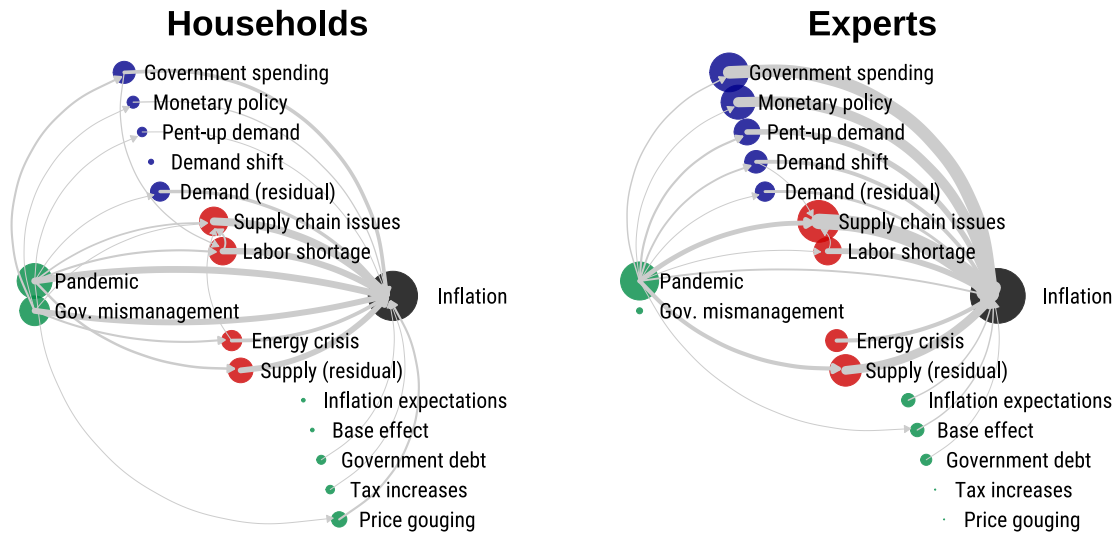 Households
Government spending
Monetary policy
Pent-up demand
Demand shift
Demand (residual)
Supply chain issues
Labor shortage
Pandemic
Inflation
Gov. mismanagement
Energy crisis
Supply (residual)
Inflation expectations
Base effect
Government debt
Tax increases
Price gouging
Experts
Government spending
Monetary policy
Pent-up demand
Demand shift
Demand (residual)
Supply chain issues
Labor shortage
Pandemic
Inflation
Gov. mismanagement
Energy crisis
Supply (residual)
Inflation expectations
Base effect
Government debt
Tax increases
Price gouging